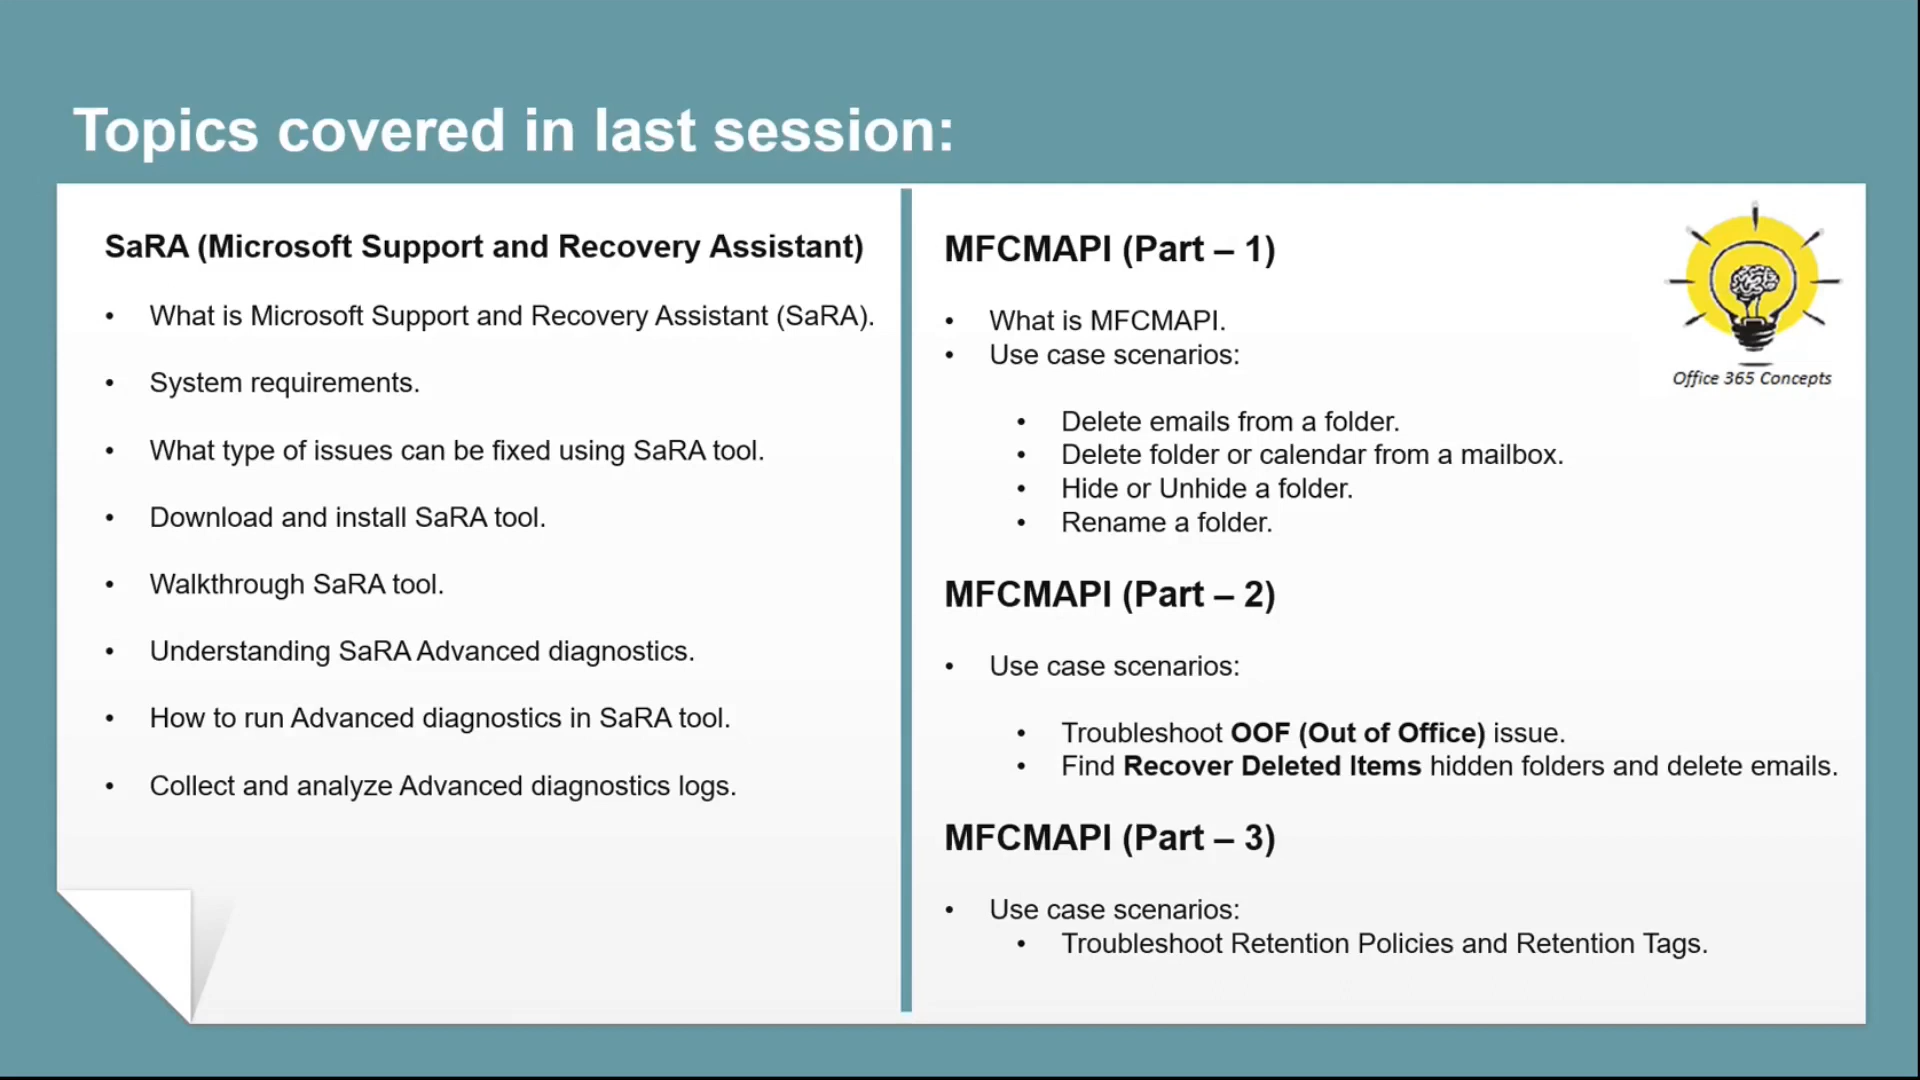 Topics covered in last session:
SaRA (Microsoft Support and Recovery Assistant)
• What is Microsoft Support and Recovery Assistant (SaRA).
• System requirements.
• What type of issues can be fixed using SaRA tool.
• Download and install SaRA tool.
• Walkthrough SaRA tool.
• Understanding SaRA Advanced diagnostics.
• How to run Advanced diagnostics in SaRA tool.
• Collect and analyze Advanced diagnostics logs.
MFCMAPI (Part – 1)
• What is MFCMAPI.
• Use case scenarios:
• Delete emails from a folder.
• Delete folder or calendar from a mailbox.
• Hide or Unhide a folder.
• Rename a folder.
MFCMAPI (Part – 2)
• Use case scenarios:
• Troubleshoot OOF (Out of Office) issue.
• Find Recover Deleted Items hidden folders and delete emails.
MFCMAPI (Part – 3)
• Use case scenarios:
• Troubleshoot Retention Policies and Retention Tags.
Office 365 Concepts